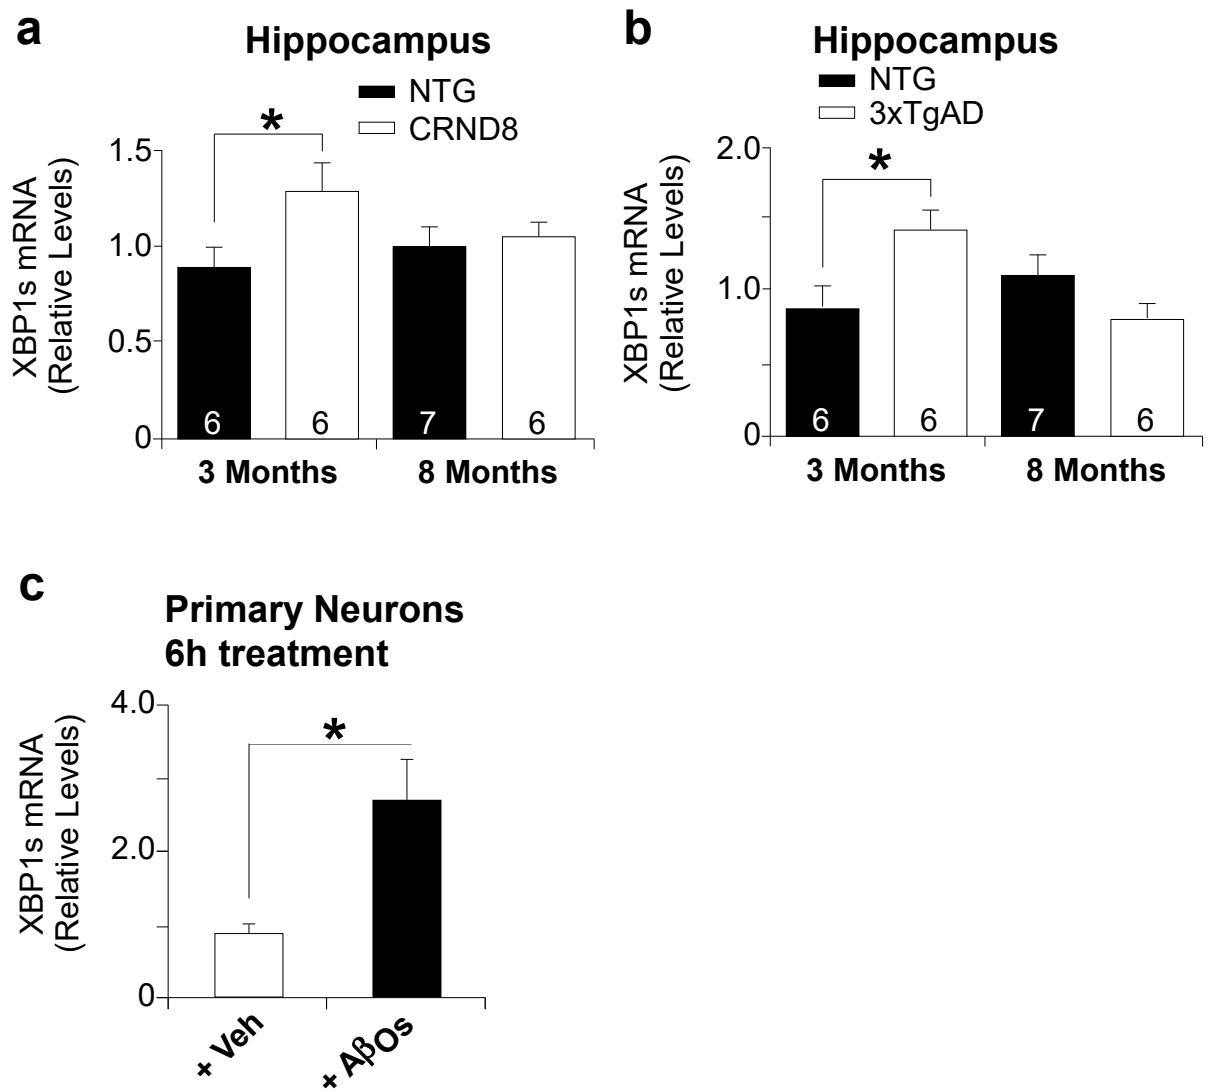 a
Hippocampus
NTG
CRND8
*
XBP1s mRNA
(Relative Levels)
1.5
1.0
0.5
0
6
6
7
6
3 Months
8 Months
b
Hippocampus
NTG
3xTgAD
*
XBP1s mRNA
(Relative Levels)
2.0
1.0
0
6
6
7
6
3 Months
8 Months
c
Primary Neurons
6h treatment
*
XBP1s mRNA
(Relative Levels)
4.0
2.0
0
+ Veh
+ AβOs